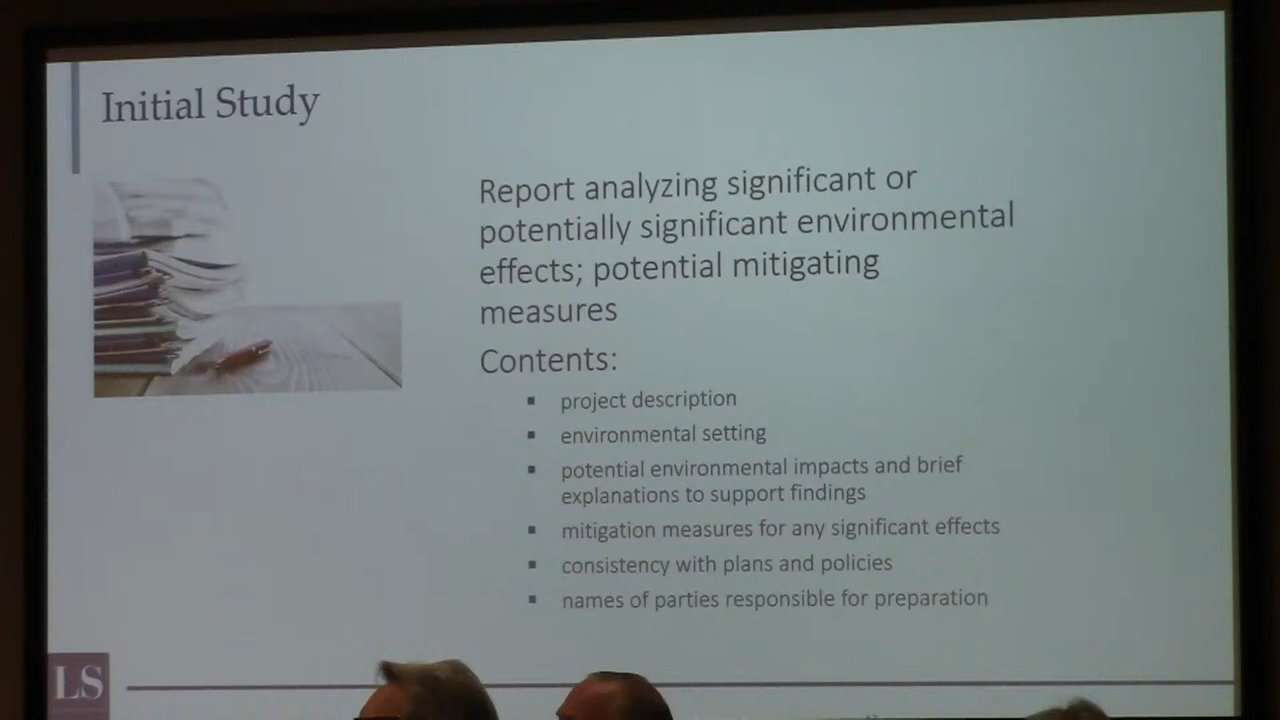 Initial Study
Report analyzing significant or
potentially significant environmental
effects; potential mitigating
measures
Contents:
▪ project description
▪ environmental setting
▪ potential environmental impacts and brief
explanations to support findings
▪ mitigation measures for any significant effects
▪ consistency with plans and policies
▪ names of parties responsible for preparation
LS